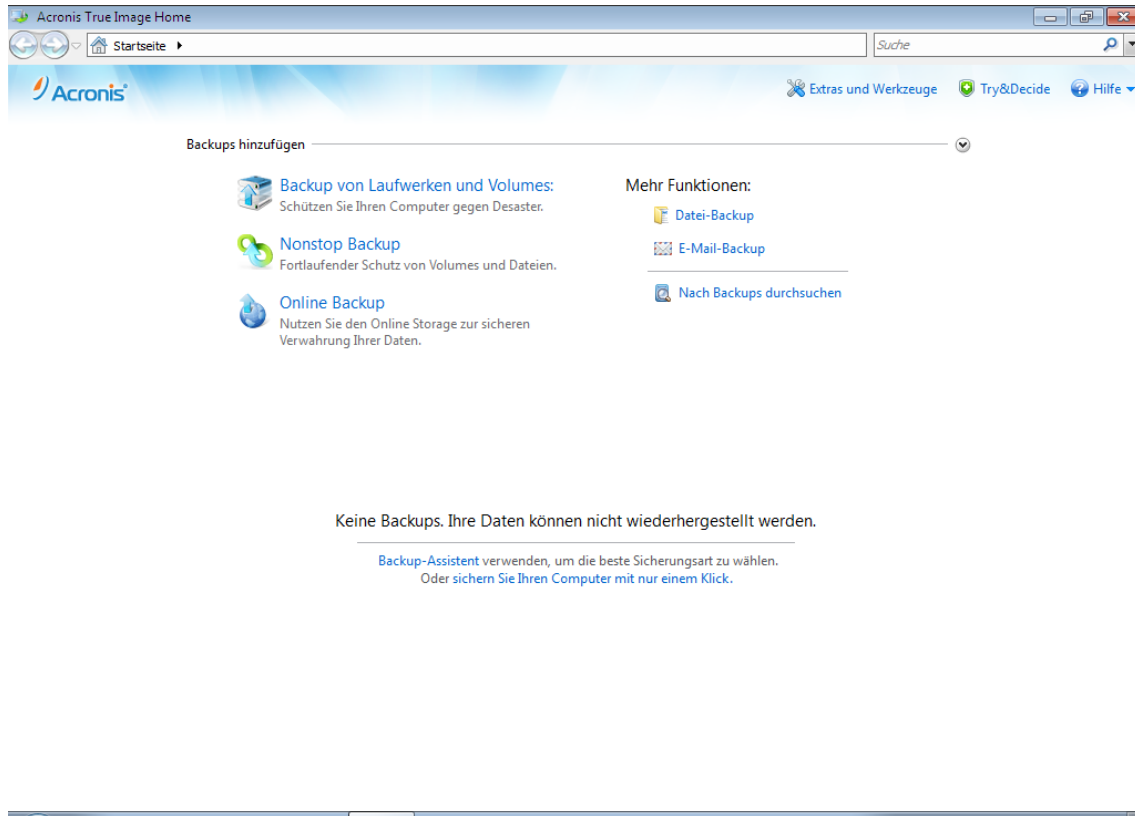 Acronis True Image Home
Startseite
Suche
Acronis
Extras und Werkzeuge
Try&Decide
Hilfe
Backups hinzufügen
Backup von Laufwerken und Volumes:
Schützen Sie Ihren Computer gegen Desaster.
Nonstop Backup
Fortlaufender Schutz von Volumes und Dateien.
Online Backup
Nutzen Sie den Online Storage zur sicheren
Verwahrung Ihrer Daten.
Mehr Funktionen:
Datei-Backup
E-Mail-Backup
Nach Backups durchsuchen
Keine Backups. Ihre Daten können nicht wiederhergestellt werden.
Backup-Assistent verwenden, um die beste Sicherungsart zu wählen.
Oder sichern Sie Ihren Computer mit nur einem Klick.